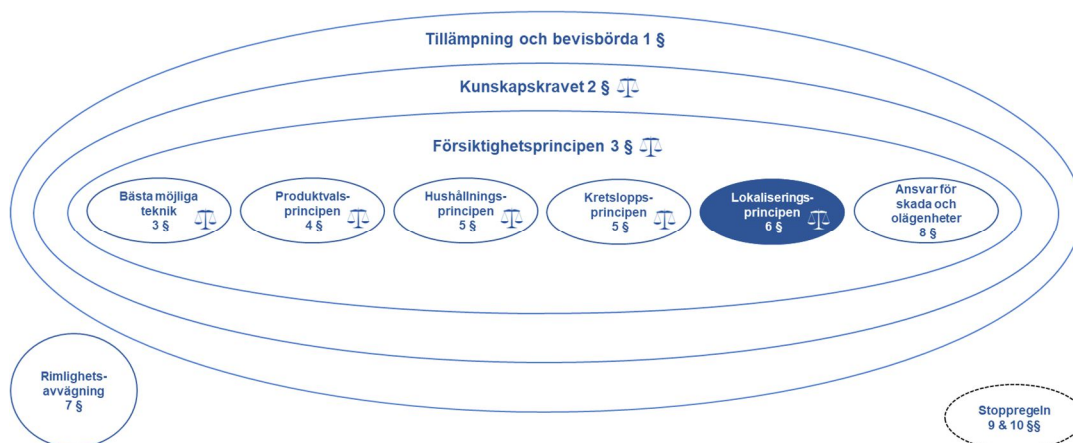 Tillämpning och bevisbörda 1 §
Kunskapskravet 2 §
Försiktighetsprincipen 3 §
Bästa möjliga
teknik
3 §
Produktvals-
principen
4 §
Hushållnings-
principen
5 §
Kretslopps-
principen
5 §
Lokaliserings-
principen
6 §
Ansvar för
skada och
olägenheter
8 §
Rimlighets-
avvägning
7 §
Stoppregeln
9 & 10 §§